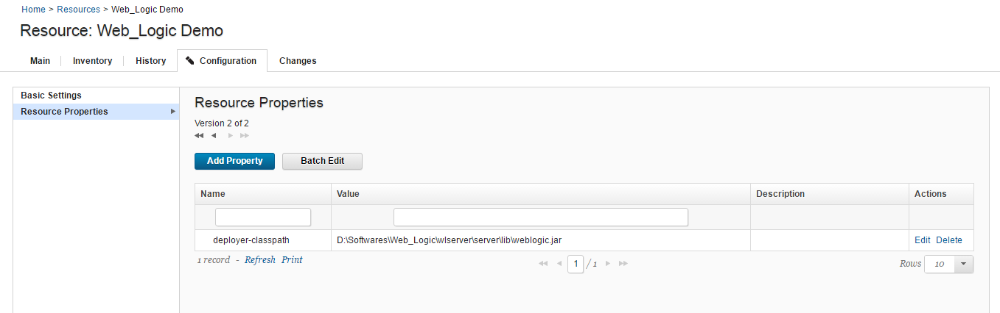 Home > Resources > Web_Logic Demo
Resource: Web_Logic Demo
Main Inventory History Configuration Changes
Basic Settings
Resource Properties
Resource Properties
Version 2 of 2
Add Property Batch Edit
Name Value Description Actions
deployer-classpath D:\Softwares\Web_Logic\wlserver\server\lib\weblogic.jar Edit Delete
1 record - Refresh Print 1 / 1 Rows 10